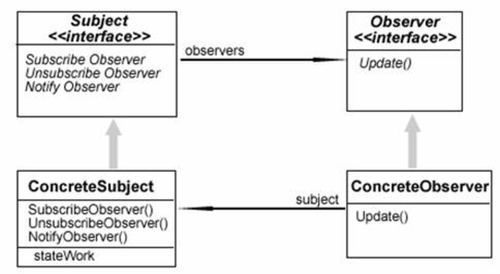 Subject
<<interface>>
Subscribe Observer
Unsubscribe Observer
Notify Observer
observers
Observer
<<interface>>
Update()
ConcreteSubject
SubscribeObserver()
UnsubscribeObserver()
NotifyObserver()
stateWork
subject
ConcreteObserver
Update()